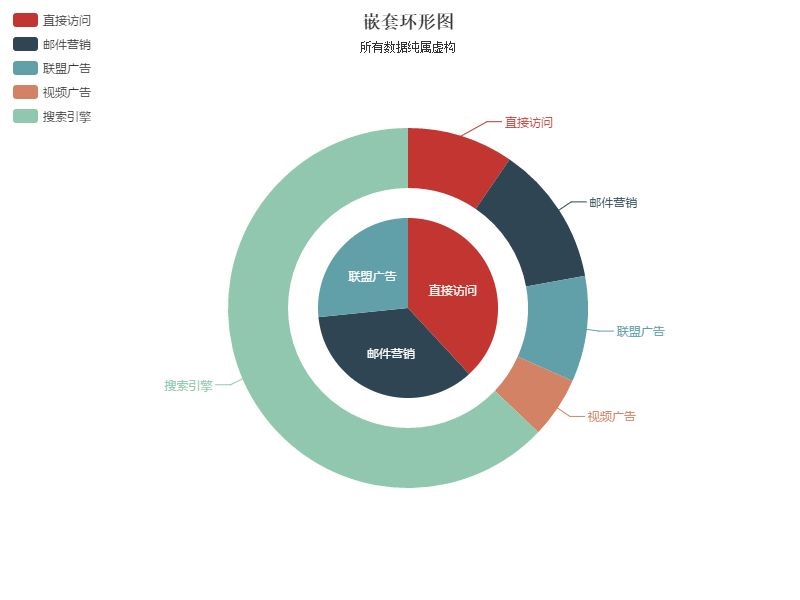 嵌套环形图
所有数据纯属虚构
直接访问
邮件营销
联盟广告
视频广告
搜索引擎
直接访问
邮件营销
联盟广告
直接访问
联盟广告
邮件营销
搜索引擎
视频广告